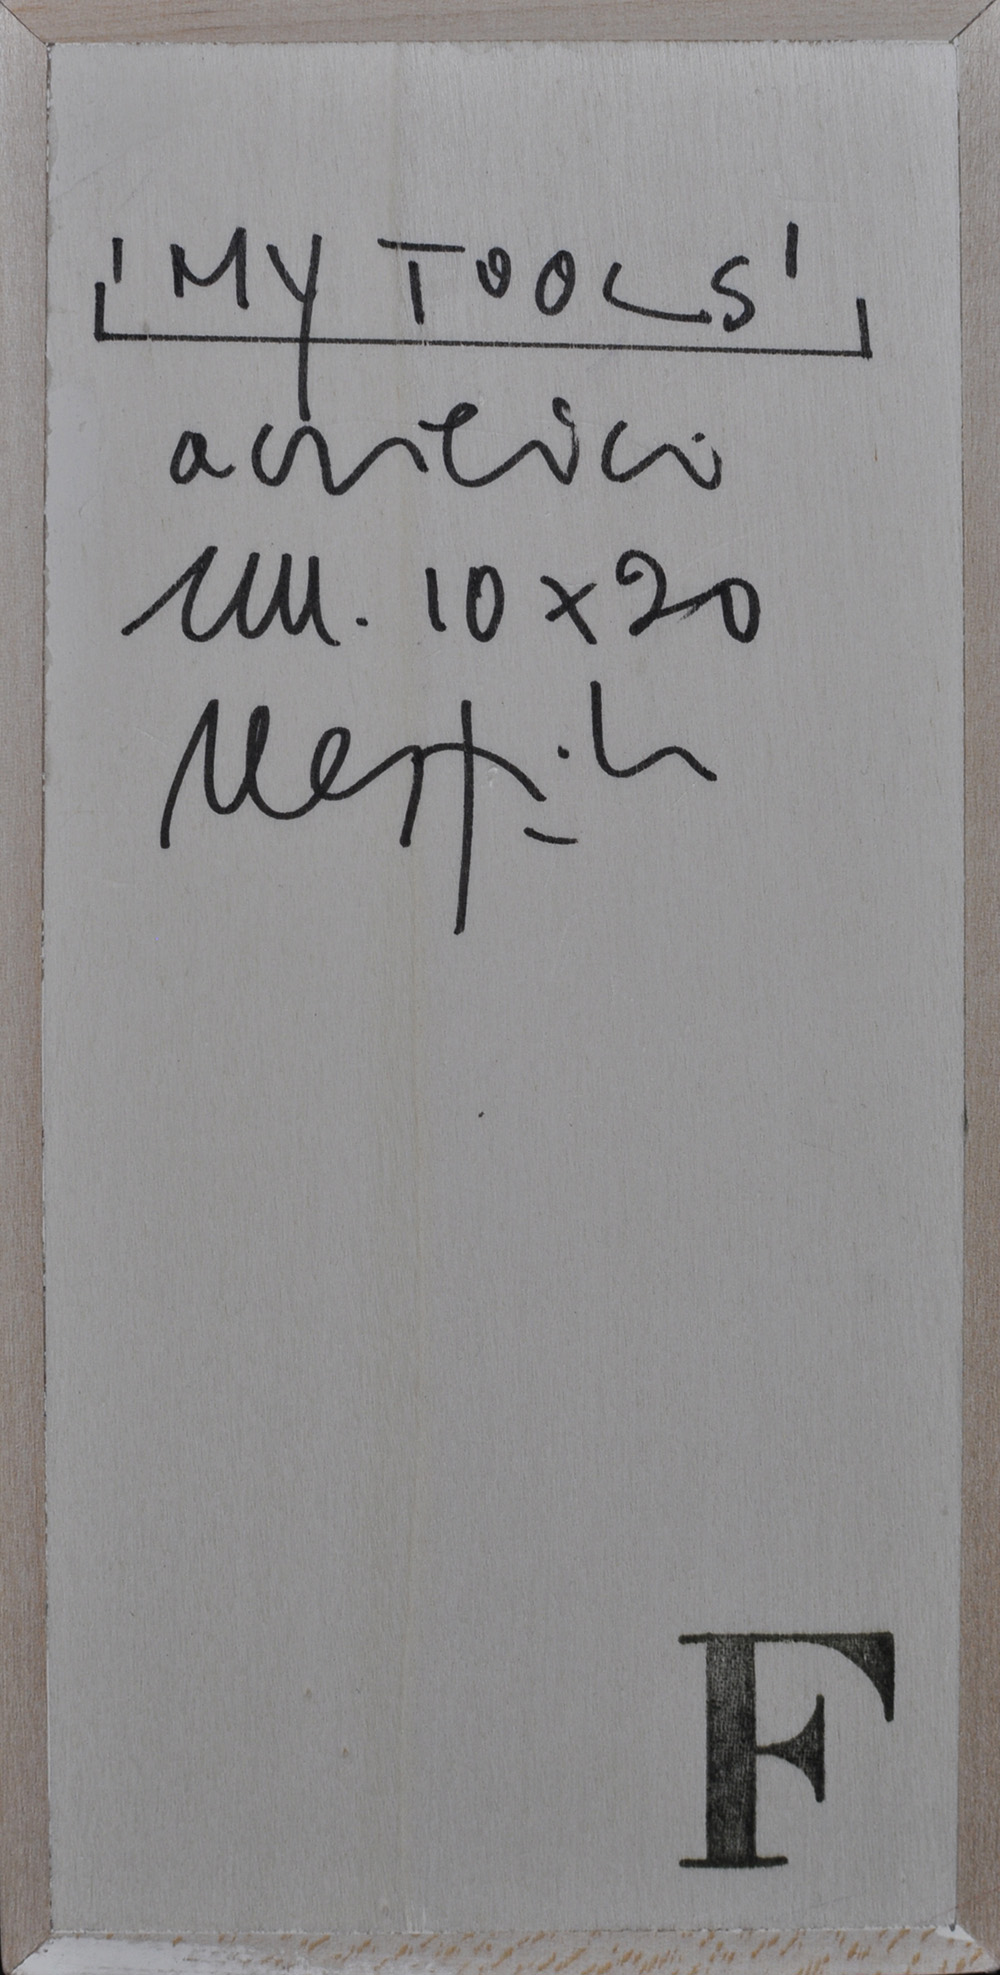 'MY TOOLS'
acrilico
cm. 10x20
F